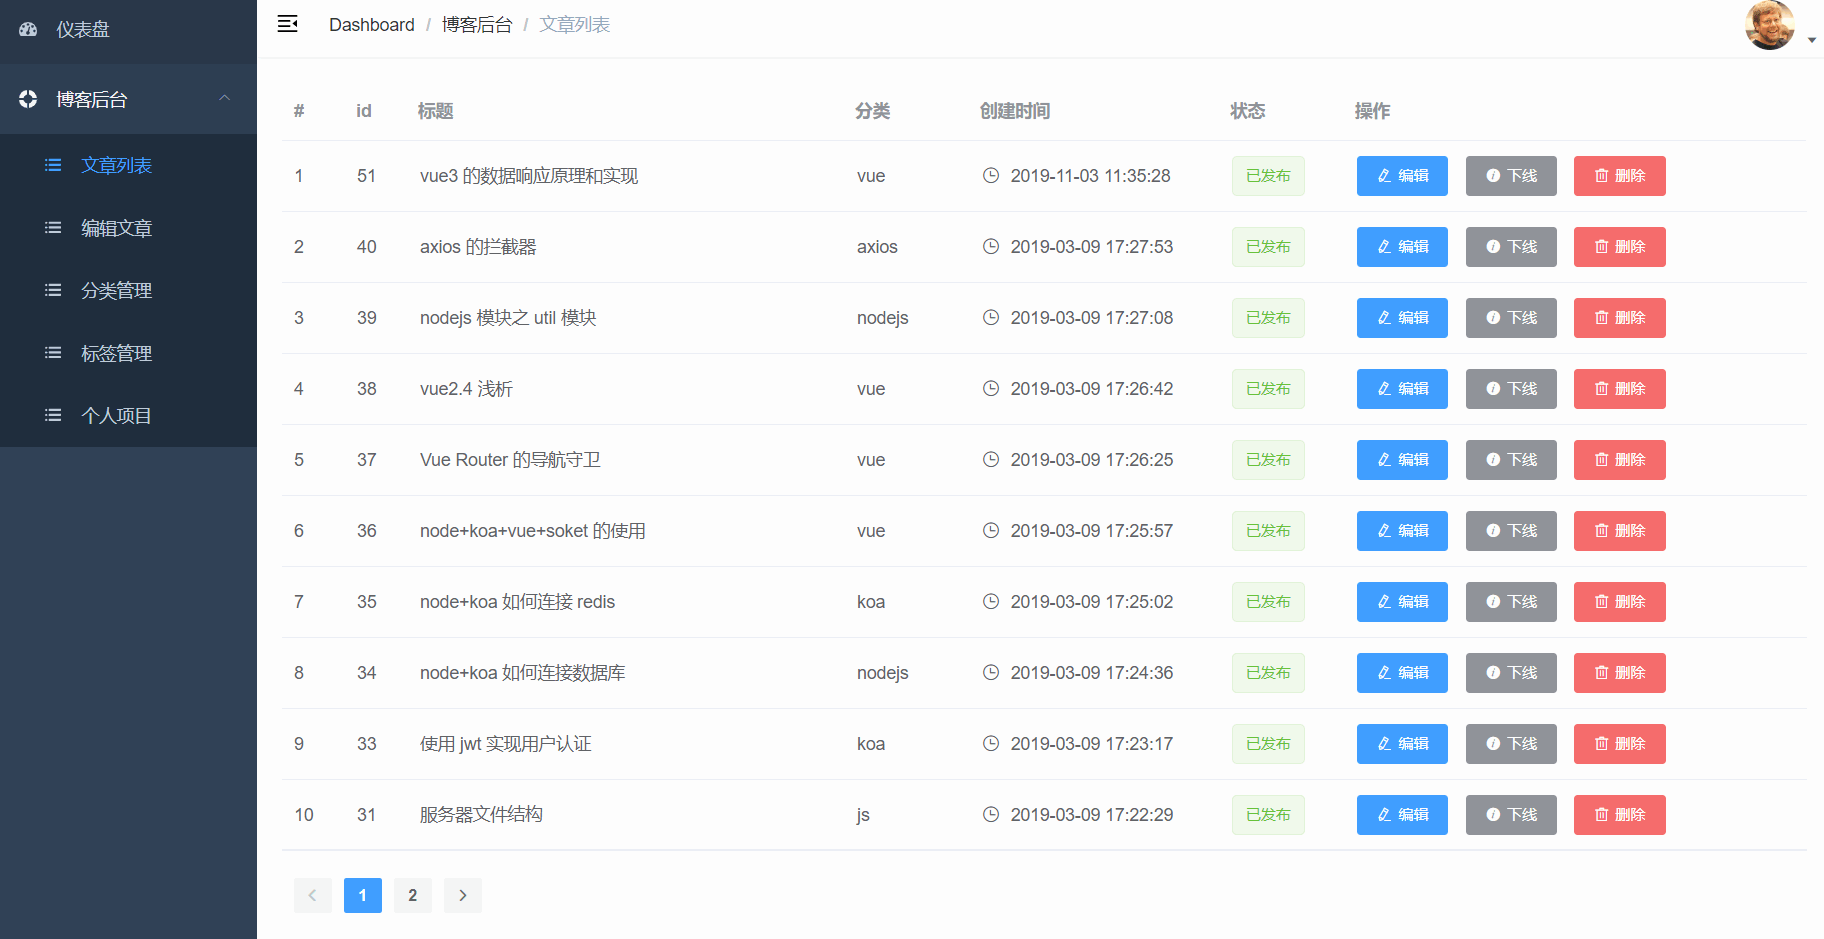 仪表盘
博客后台
文章列表
编辑文章
分类管理
标签管理
个人项目
Dashboard / 博客后台 / 文章列表
# id 标题 分类 创建时间 状态 操作
1 51 vue3 的数据响应原理和实现 vue 2019-11-03 11:35:28 已发布 编辑 下线 删除
2 40 axios 的拦截器 axios 2019-03-09 17:27:53 已发布 编辑 下线 删除
3 39 nodejs 模块之 util 模块 nodejs 2019-03-09 17:27:08 已发布 编辑 下线 删除
4 38 vue2.4 浅析 vue 2019-03-09 17:26:42 已发布 编辑 下线 删除
5 37 Vue Router 的导航守卫 vue 2019-03-09 17:26:25 已发布 编辑 下线 删除
6 36 node+koa+vue+soket 的使用 vue 2019-03-09 17:25:57 已发布 编辑 下线 删除
7 35 node+koa 如何连接 redis koa 2019-03-09 17:25:02 已发布 编辑 下线 删除
8 34 node+koa 如何连接数据库 nodejs 2019-03-09 17:24:36 已发布 编辑 下线 删除
9 33 使用 jwt 实现用户认证 koa 2019-03-09 17:23:17 已发布 编辑 下线 删除
10 31 服务器文件结构 js 2019-03-09 17:22:29 已发布 编辑 下线 删除
1 2